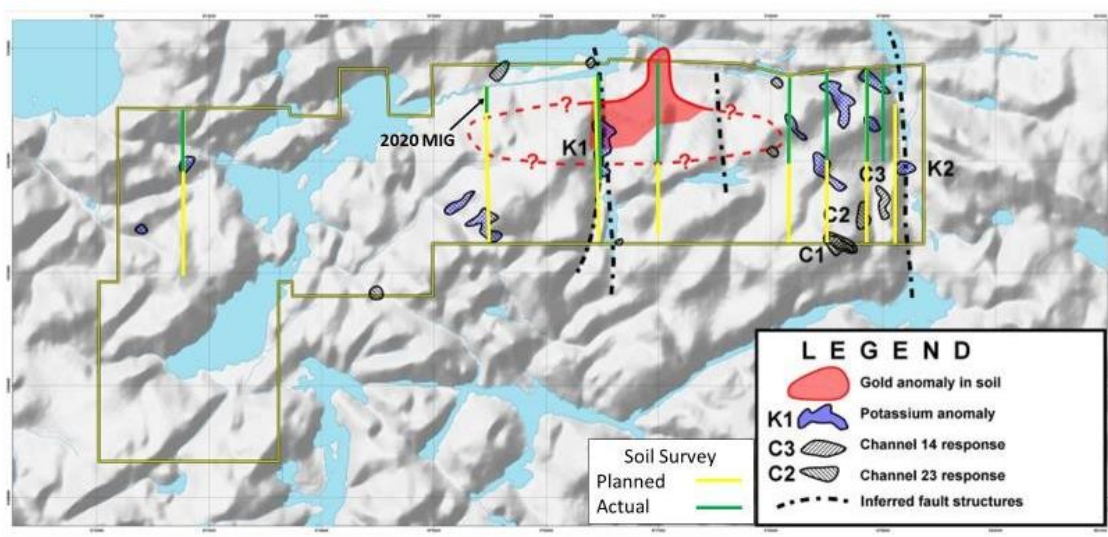 ?
?
2020 MIG
K1
?
?
C3
K2
C2
C1
L E G E N D
Gold anomaly in soil
K1 Potassium anomaly
C3 Channel 14 response
C2 Channel 23 response
Inferred fault structures
Soil Survey
Planned
Actual